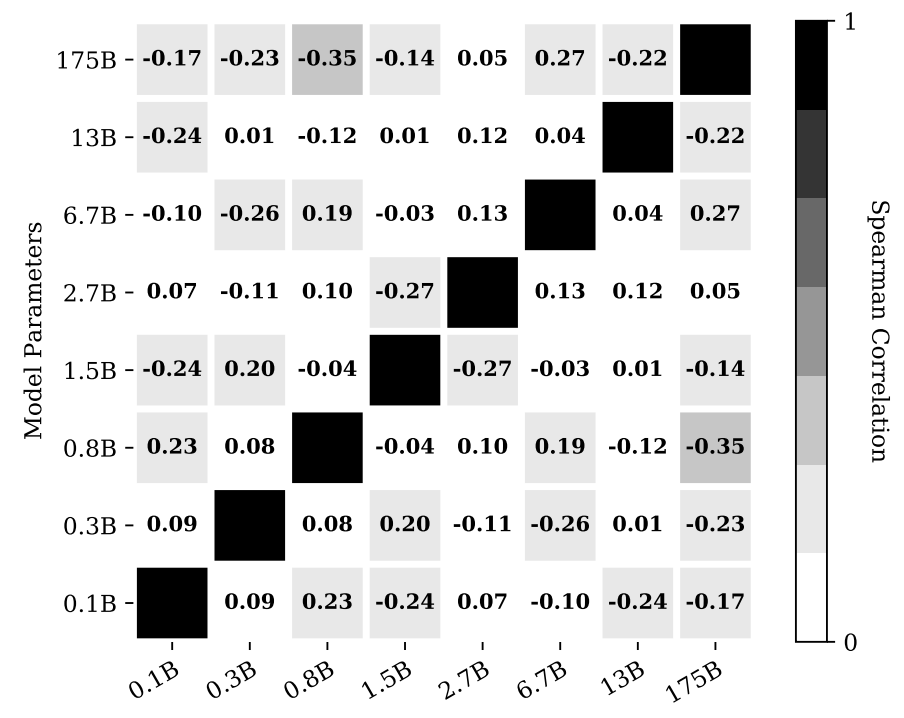 175B -0.17 -0.23 -0.35 -0.14 0.05 0.27 -0.22
13B -0.24 0.01 -0.12 0.01 0.12 0.04 -0.22
6.7B -0.10 -0.26 0.19 -0.03 0.13 0.04 0.27
2.7B 0.07 -0.11 0.10 -0.27 0.13 0.12 0.05
1.5B -0.24 0.20 -0.04 -0.27 -0.03 0.01 -0.14
0.8B 0.23 0.08 -0.04 0.10 0.19 -0.12 -0.35
0.3B 0.09 0.08 0.20 -0.11 -0.26 0.01 -0.23
0.1B 0.09 0.23 -0.24 0.07 -0.10 -0.24 -0.17
0.1B 0.3B 0.8B 1.5B 2.7B 6.7B 13B 175B
Model Parameters
1
0
Spearman Correlation